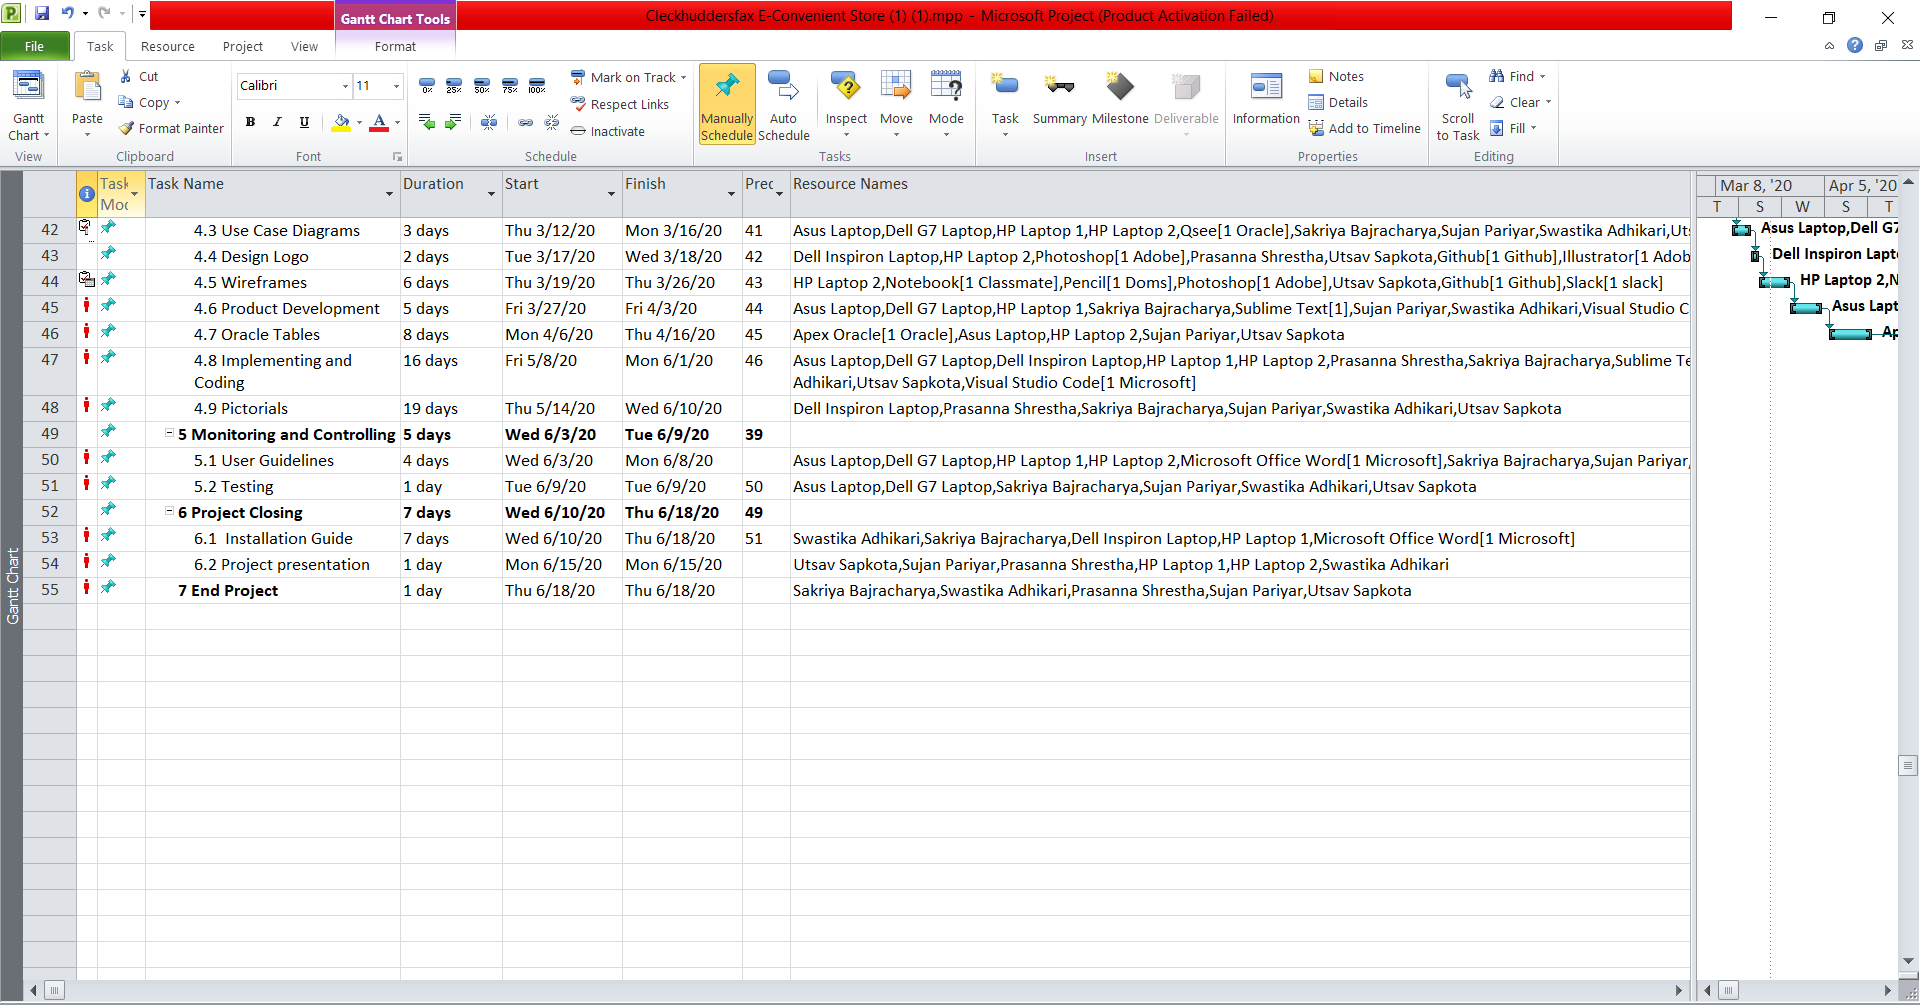 Gantt Chart Tools
Cleckhuddersfax E-Convenient Store (1) (1).mpp - Microsoft Project (Product Activation Failed)
File Task Resource Project View Format
Gantt Chart
View
Paste
Cut
Copy
Format Painter
Clipboard
Calibri 11
B I U A
Font
0% 25% 50% 75% 100%
Mark on Track
Respect Links
Inactivate
Schedule
Manually Schedule
Auto Schedule
Inspect
Move
Mode
Tasks
Task
Summary
Milestone
Deliverable
Insert
Information
Notes
Details
Add to Timeline
Properties
Scroll to Task
Find
Clear
Fill
Editing
Task Name Duration Start Finish Resource Names
Mar 8, '20 Apr 5, '20
T S W S T
42 4.3 Use Case Diagrams 3 days Thu 3/12/20 Mon 3/16/20 41 Asus Laptop,Dell G7 Laptop,HP Laptop 1,HP Laptop 2,Qsee[1 Oracle],Sakriya Bajracharya,Sujan Pariyar,Swastika Adhikari,Uts
Asus Laptop,Dell G7
43 4.4 Design Logo 2 days Tue 3/17/20 Wed 3/18/20 42 Dell Inspiron Laptop,HP Laptop 2,Photoshop[1 Adobe],Prasanna Shrestha,Utsav Sapkota,Github[1 Github],Illustrator[1 Adob
Dell Inspiron Lapt
44 4.5 Wireframes 6 days Thu 3/19/20 Thu 3/26/20 43 HP Laptop 2,Notebook[1 Classmate],Pencil[1 Doms],Photoshop[1 Adobe],Utsav Sapkota,Github[1 Github],Slack[1 slack]
HP Laptop 2,N
45 4.6 Product Development 5 days Fri 3/27/20 Fri 4/3/20 44 Asus Laptop,Dell G7 Laptop,HP Laptop 1,Sakriya Bajracharya,Sublime Text[1],Sujan Pariyar,Swastika Adhikari,Visual Studio C
Asus Lapt
46 4.7 Oracle Tables 8 days Mon 4/6/20 Thu 4/16/20 45 Apex Oracle[1 Oracle],Asus Laptop,HP Laptop 2,Sujan Pariyar,Utsav Sapkota
Ap
47 4.8 Implementing and 16 days Fri 5/8/20 Mon 6/1/20 46 Asus Laptop,Dell G7 Laptop,Dell Inspiron Laptop,HP Laptop 1,HP Laptop 2,Prasanna Shrestha,Sakriya Bajracharya,Sublime Te
Coding Adhikari,Utsav Sapkota,Visual Studio Code[1 Microsoft]
48 4.9 Pictorials 19 days Thu 5/14/20 Wed 6/10/20 Dell Inspiron Laptop,Prasanna Shrestha,Sakriya Bajracharya,Sujan Pariyar,Swastika Adhikari,Utsav Sapkota
49 5 Monitoring and Controlling 5 days Wed 6/3/20 Tue 6/9/20 39
50 5.1 User Guidelines 4 days Wed 6/3/20 Mon 6/8/20 Asus Laptop,Dell G7 Laptop,HP Laptop 1,HP Laptop 2,Microsoft Office Word[1 Microsoft],Sakriya Bajracharya,Sujan Pariyar,
51 5.2 Testing 1 day Tue 6/9/20 Tue 6/9/20 50 Asus Laptop,Dell G7 Laptop,Sakriya Bajracharya,Sujan Pariyar,Swastika Adhikari,Utsav Sapkota
52 6 Project Closing 7 days Wed 6/10/20 Thu 6/18/20 49
53 6.1 Installation Guide 7 days Wed 6/10/20 Thu 6/18/20 51 Swastika Adhikari,Sakriya Bajracharya,Dell Inspiron Laptop,HP Laptop 1,Microsoft Office Word[1 Microsoft]
54 6.2 Project presentation 1 day Mon 6/15/20 Mon 6/15/20 Utsav Sapkota,Sujan Pariyar,Prasanna Shrestha,HP Laptop 1,HP Laptop 2,Swastika Adhikari
55 7 End Project 1 day Thu 6/18/20 Thu 6/18/20 Sakriya Bajracharya,Swastika Adhikari,Prasanna Shrestha,Sujan Pariyar,Utsav Sapkota
Gantt Chart